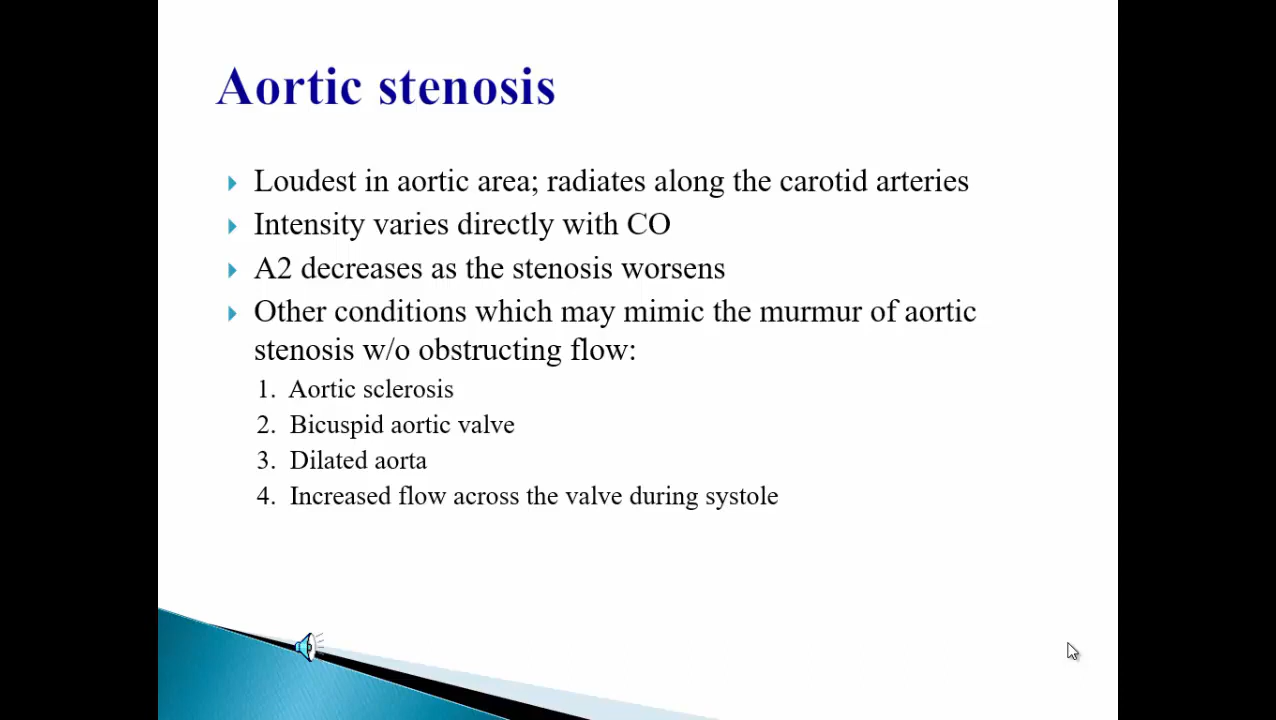 Aortic stenosis
Loudest in aortic area; radiates along the carotid arteries
Intensity varies directly with CO
A2 decreases as the stenosis worsens
Other conditions which may mimic the murmur of aortic
stenosis w/o obstructing flow:
1. Aortic sclerosis
2. Bicuspid aortic valve
3. Dilated aorta
4. Increased flow across the valve during systole